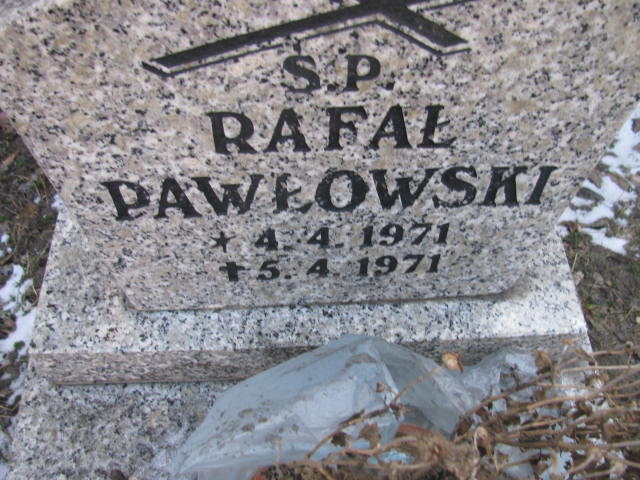 Ś.P.
RAFAŁ
PAWŁOWSKI
* 4. 4. 1971
✝ 5. 4. 1971